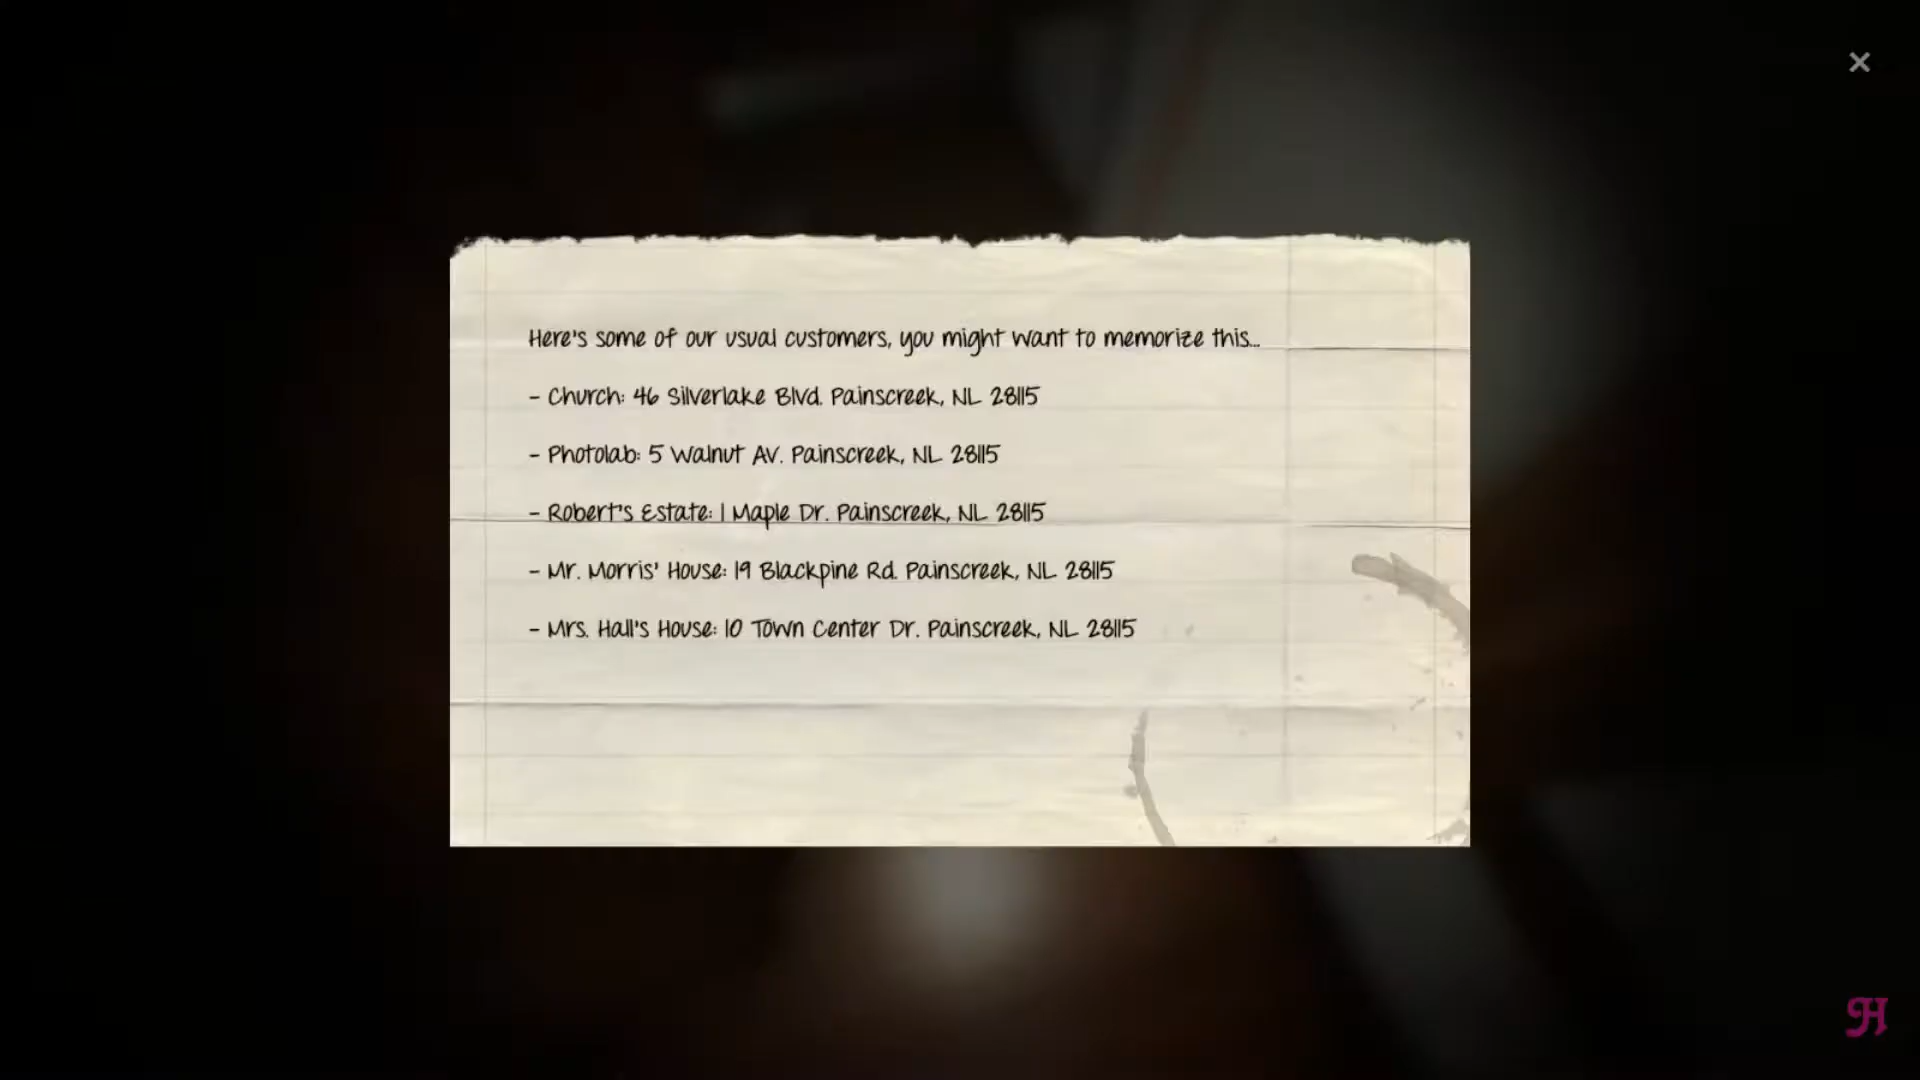 Here's some of our usual customers, you might want to memorize this...
- Church: 46 Silverlake Blvd. Painscreek, NL 28115
- Photolab: 5 Walnut AV. Painscreek, NL 28115
- Robert's Estate: 1 Maple Dr. Painscreek, NL 28115
- Mr. Morris' House: 19 Blackpine Rd. Painscreek, NL 28115
- Mrs. Hall's House: 10 Town Center Dr. Painscreek, NL 28115